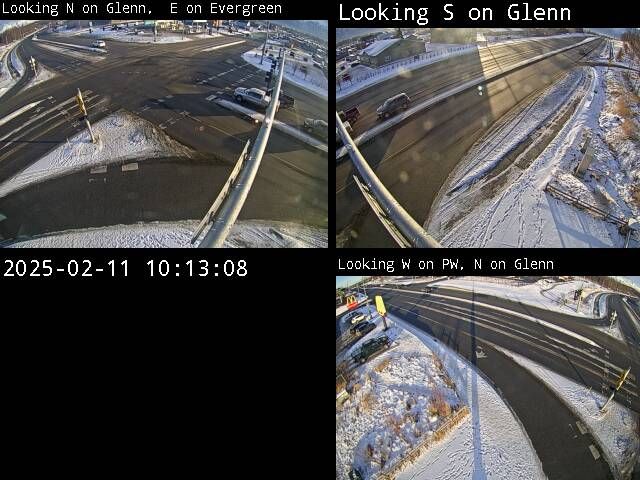 Looking N on Glenn,  E on Evergreen
Looking S on Glenn
2025-02-11 10:13:08
Looking W on PW, N on Glenn